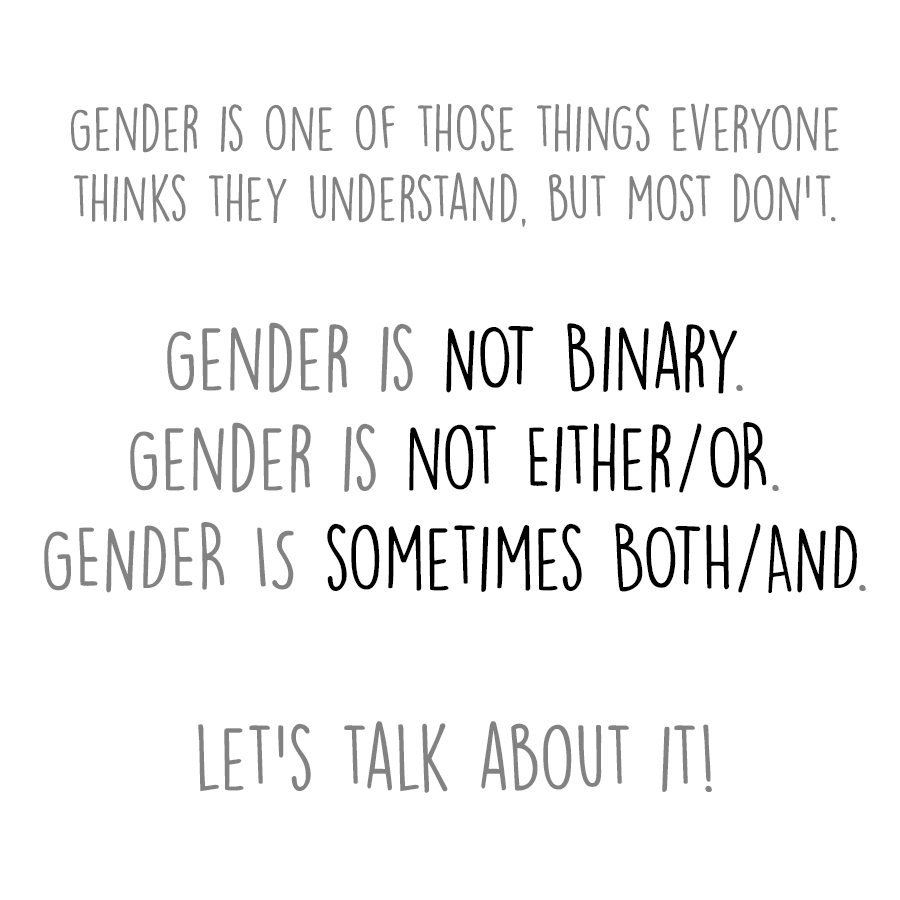 GENDER IS ONE OF THOSE THINGS EVERYONE
THINKS THEY UNDERSTAND, BUT MOST DON'T.
GENDER IS NOT BINARY.
GENDER IS NOT EITHER/OR.
GENDER IS SOMETIMES BOTH/AND.
LET'S TALK ABOUT IT!